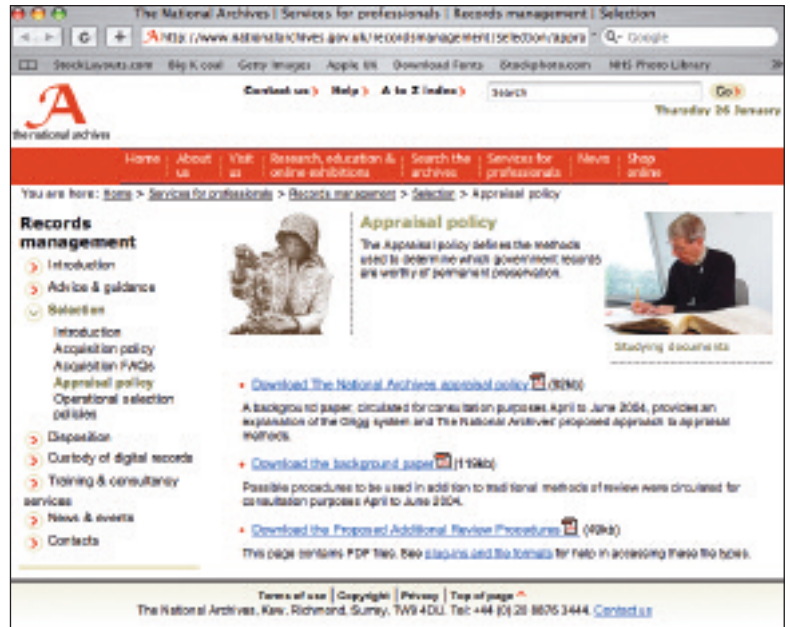 The National Archives | Services for professionals | Records management | Selection
http://www.nationalarchives.gov.uk/recordsmanagement/selection/appra
Google
StockLayouts.com Big K coal Getty Images Apple UK Download Fonts iStockphoto.com NHS Photo Library
Contact us Help A to Z index Search Go
Thursday 26 January
A
the national archives
Home About us Visit us Research, education & online exhibitions Search the archives Services for professionals News Shop online
You are here: Home > Services for professionals > Records management > Selection > Appraisal policy
Records
management
Introduction
Advice & guidance
Selection
Introduction
Acquisition policy
Acquisition FAQs
Appraisal policy
Operational selection
policies
Disposition
Custody of digital records
Training & consultancy
services
News & events
Contacts
Appraisal policy
The Appraisal policy defines the methods
used to determine which government records
are worthy of permanent preservation.
Studying documents
Download The National Archives appraisal policy
A background paper, circulated for consultation purposes April to June 2004, provides an
explanation of the Grigg system and The National Archives' proposed approach to appraisal
methods.
Download the background paper (119kb)
Possible procedures to be used in addition to traditional methods of review were circulated for
consultation purposes April to June 2004.
Download the Proposed Additional Review Procedures (49kb)
This page contains PDF files. See plug-ins and file formats for help in accessing these file types.
Terms of use | Copyright | Privacy | Top of page ^
The National Archives, Kew, Richmond, Surrey, TW9 4DU. Tel: +44 (0) 20 8876 3444. Contact us